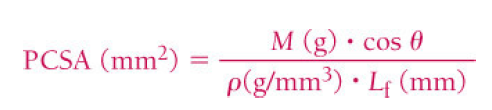 PCSA (mm²) = M (g) · cos θ / ρ(g/mm³) · L_f (mm)